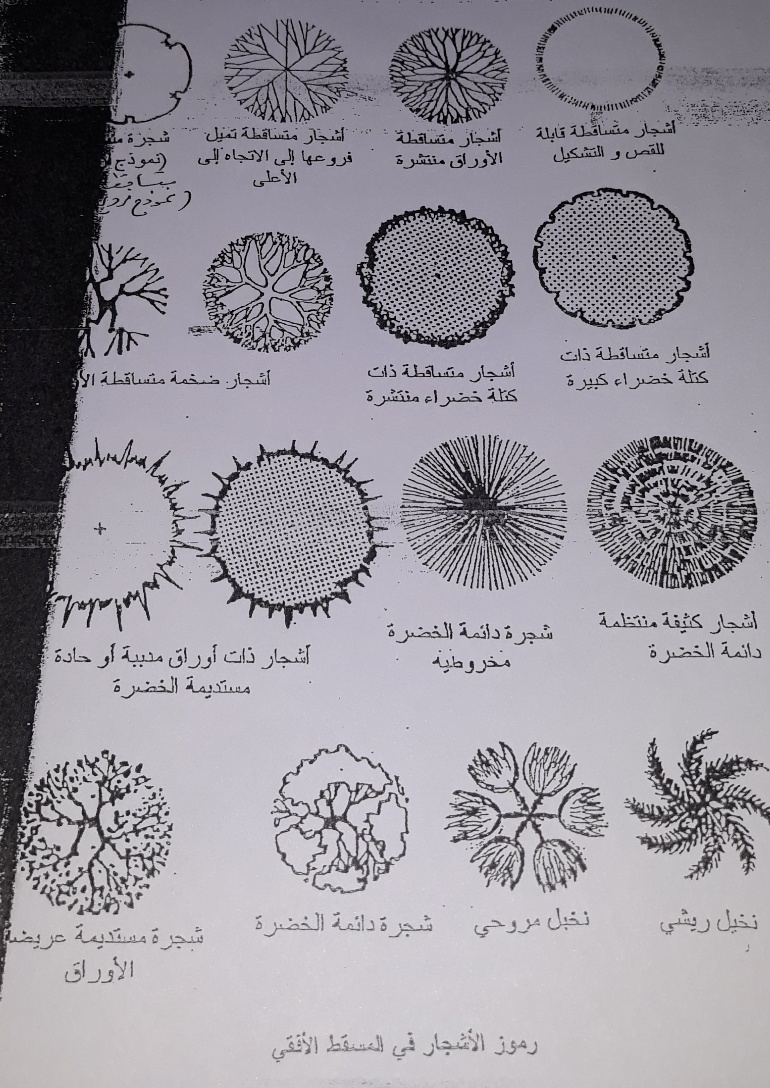 أشجار متساقطة قابلة
للقص و التشكيل
أشجار متساقطة
الأوراق منتشرة
أشجار متساقطة تميل
فروعها إلى الاتجاه إلى
الأعلى
شجرة
(نموذج
أشجار متساقطة ذات
كتلة خضراء كبيرة
أشجار متساقطة ذات
كتلة خضراء منتشرة
أشجار ضخمة متساقطة
أشجار كثيفة منتظمة
دائمة الخضرة
شجرة دائمة الخضرة
مخروطيه
أشجار ذات أوراق مدببة أو حادة
مستديمة الخضرة
نخيل ريشي
نخيل مروحي
شجرة دائمة الخضرة
شجرة مستديمة عريضة
الأوراق
رموز الأشجار في المسقط الأفقي